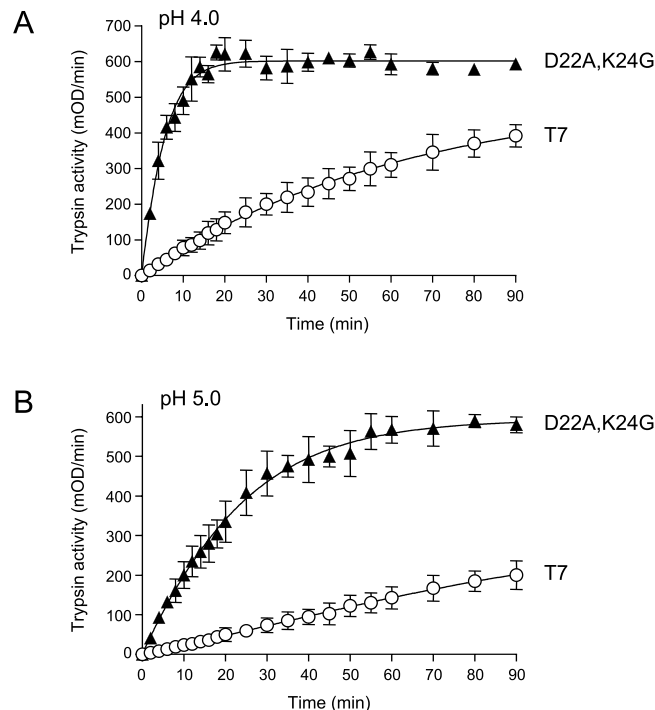 A
pH 4.0
Trypsin activity (mOD/min)
700
600
500
400
300
200
100
0
0 10 20 30 40 50 60 70 80 90
Time (min)
D22A,K24G
T7
B
pH 5.0
Trypsin activity (mOD/min)
600
500
400
300
200
100
0
0 10 20 30 40 50 60 70 80 90
Time (min)
D22A,K24G
T7